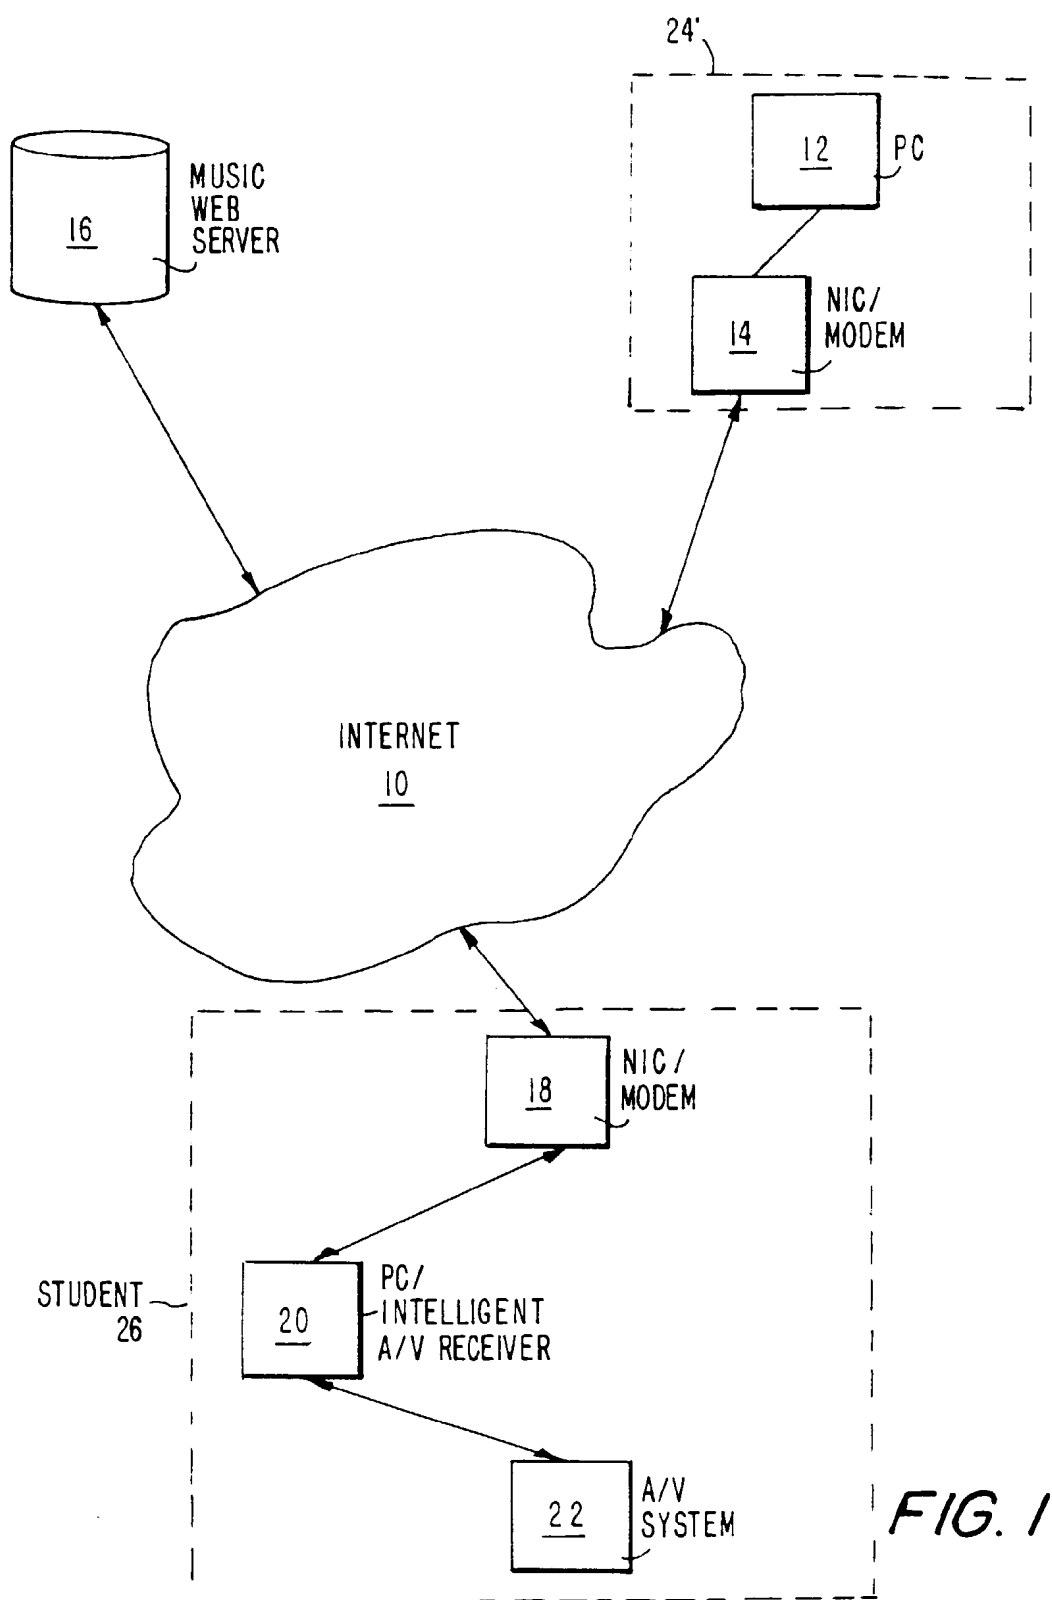 24'
12
PC
MUSIC
WEB
SERVER
16
NIC/
MODEM
14
INTERNET
10
NIC/
MODEM
18
STUDENT
26
PC/
INTELLIGENT
A/V RECEIVER
20
A/V
SYSTEM
22
FIG. 1